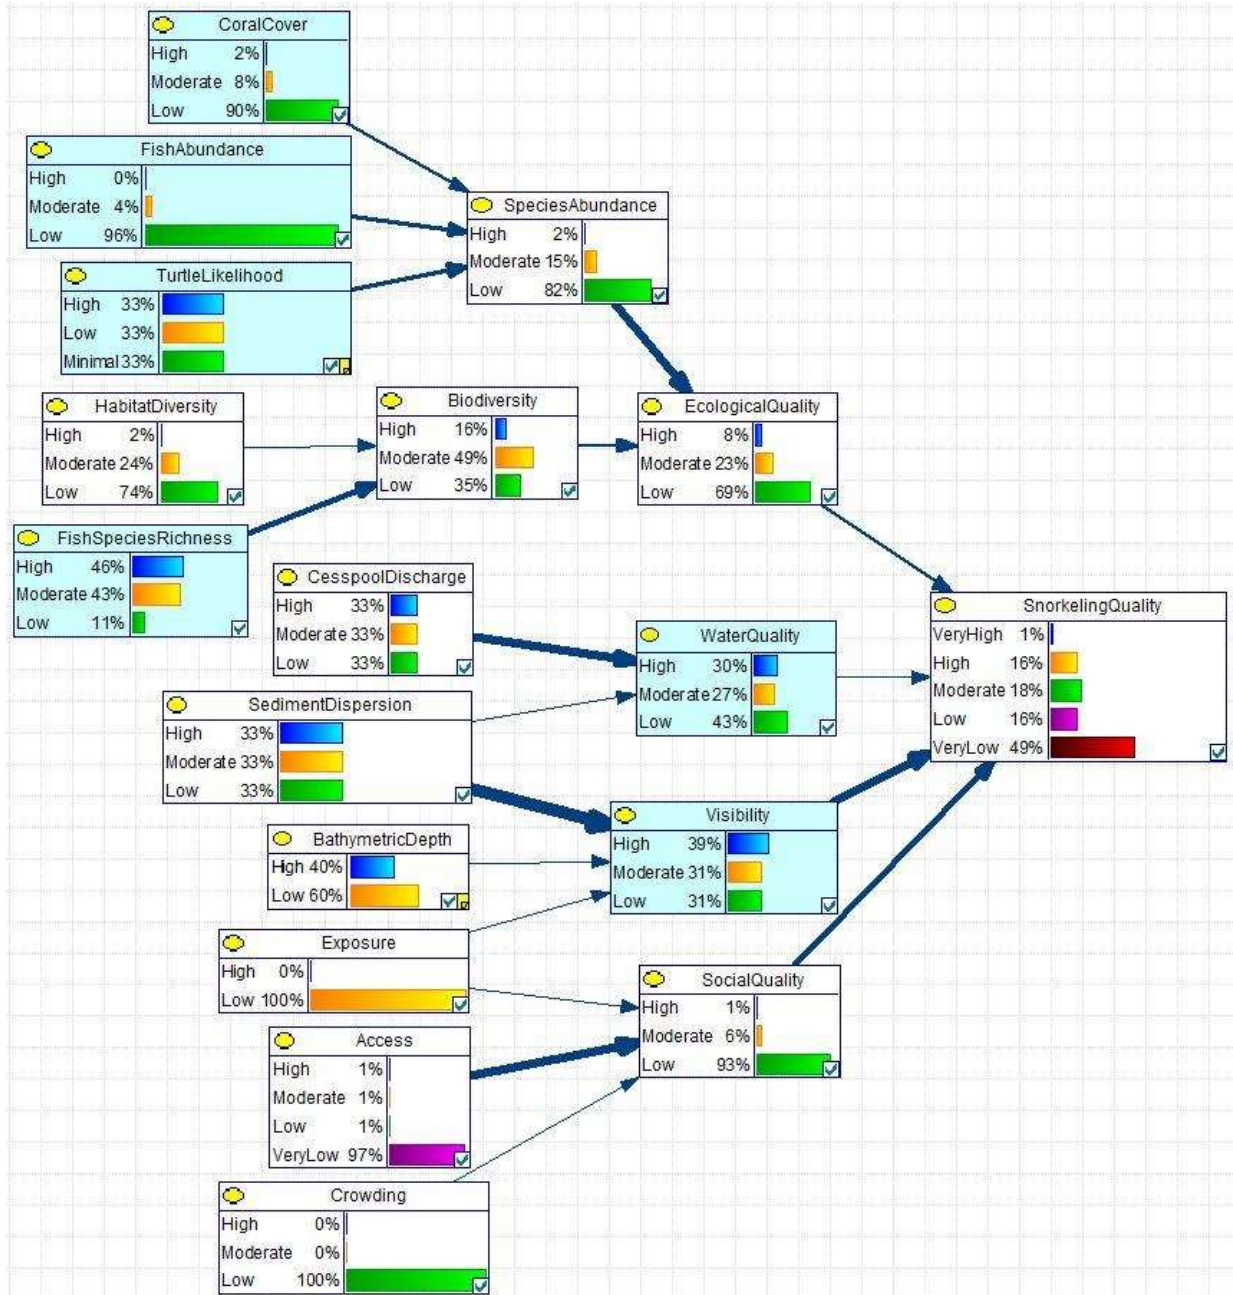 CoralCover
High 2%
Moderate 8%
Low 90%
FishAbundance
High 0%
Moderate 4%
Low 96%
SpeciesAbundance
High 2%
Moderate 15%
Low 82%
TurtleLikelihood
High 33%
Low 33%
Minimal 33%
HabitatDiversity
High 2%
Moderate 24%
Low 74%
Biodiversity
High 16%
Moderate 49%
Low 35%
EcologicalQuality
High 8%
Moderate 23%
Low 69%
FishSpeciesRichness
High 46%
Moderate 43%
Low 11%
CesspoolDischarge
High 33%
Moderate 33%
Low 33%
WaterQuality
High 30%
Moderate 27%
Low 43%
SnorkelingQuality
VeryHigh 1%
High 16%
Moderate 18%
Low 16%
VeryLow 49%
SedimentDispersion
High 33%
Moderate 33%
Low 33%
Visibility
High 39%
Moderate 31%
Low 31%
BathymetricDepth
High 40%
Low 60%
Exposure
High 0%
Low 100%
SocialQuality
High 1%
Moderate 6%
Low 93%
Access
High 1%
Moderate 1%
Low 1%
VeryLow 97%
Crowding
High 0%
Moderate 0%
Low 100%